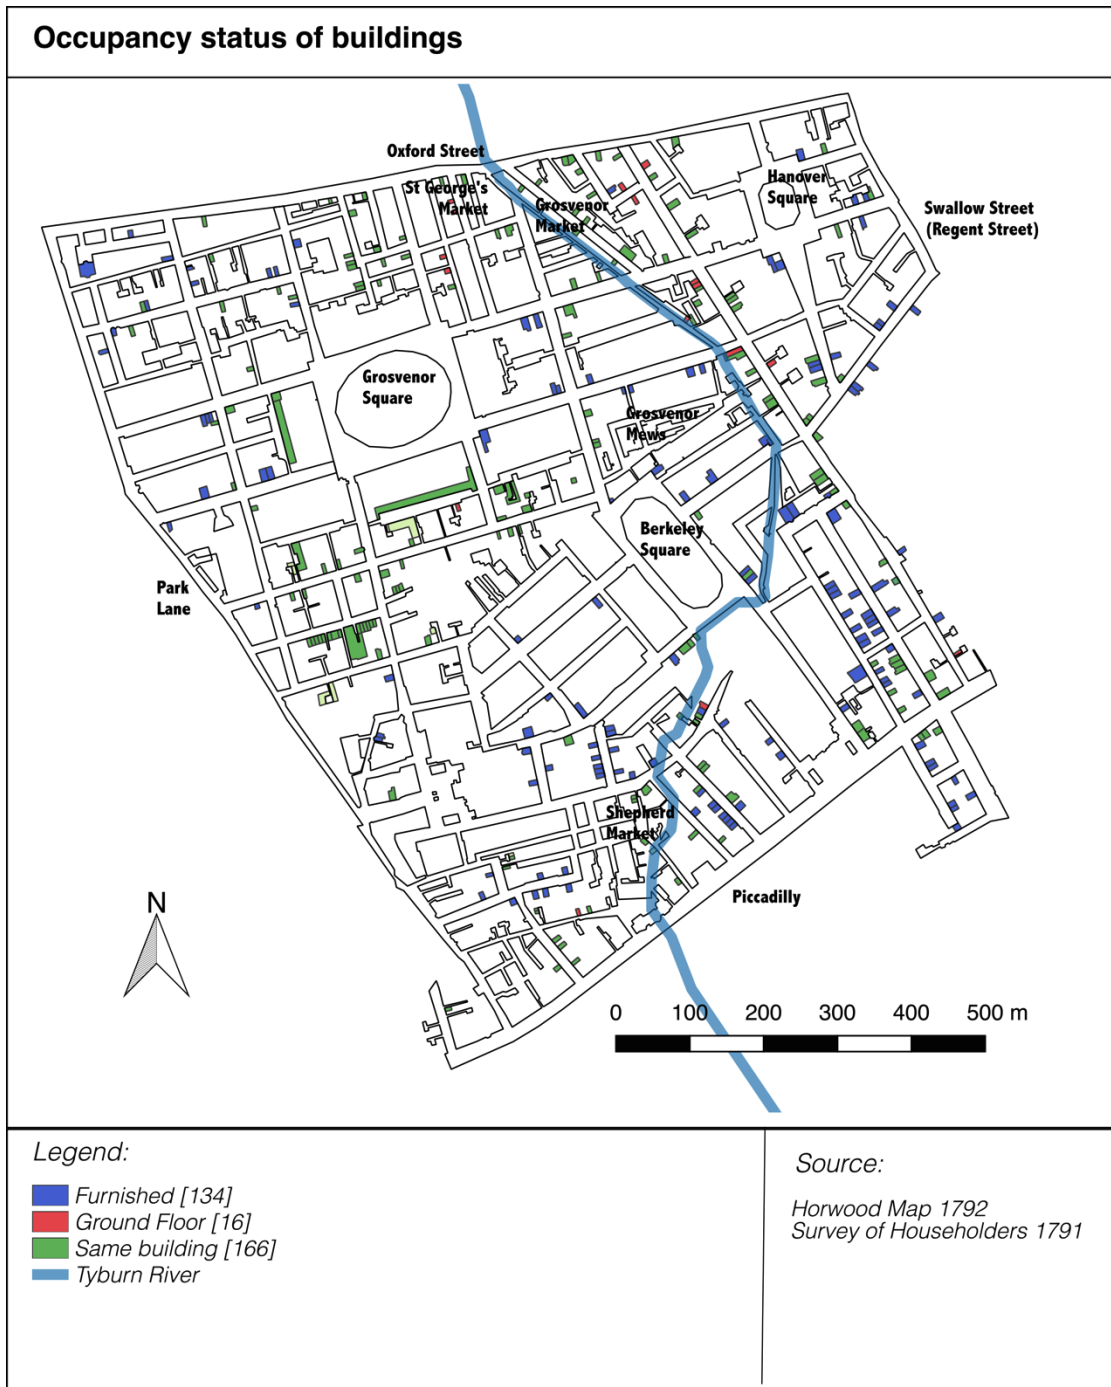 Occupancy status of buildings
Oxford Street
St George's
Market
Grosvenor
Market
Hanover
Square
Swallow Street
(Regent Street)
Grosvenor
Square
Grosvenor
Mews
Berkeley
Square
Park
Lane
Shepherd
Market
Piccadilly
N
0 100 200 300 400 500 m
Legend:
Furnished [134]
Ground Floor [16]
Same building [166]
Tyburn River
Source:
Horwood Map 1792
Survey of Householders 1791